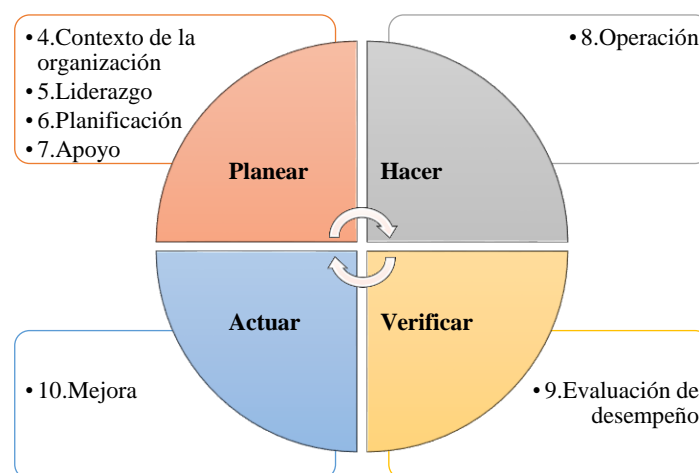 • 4.Contexto de la
organización
• 5.Liderazgo
• 6.Planificación
• 7.Apoyo
• 8.Operación
Planear
Hacer
Actuar
Verificar
• 10.Mejora
• 9.Evaluación de
desempeño